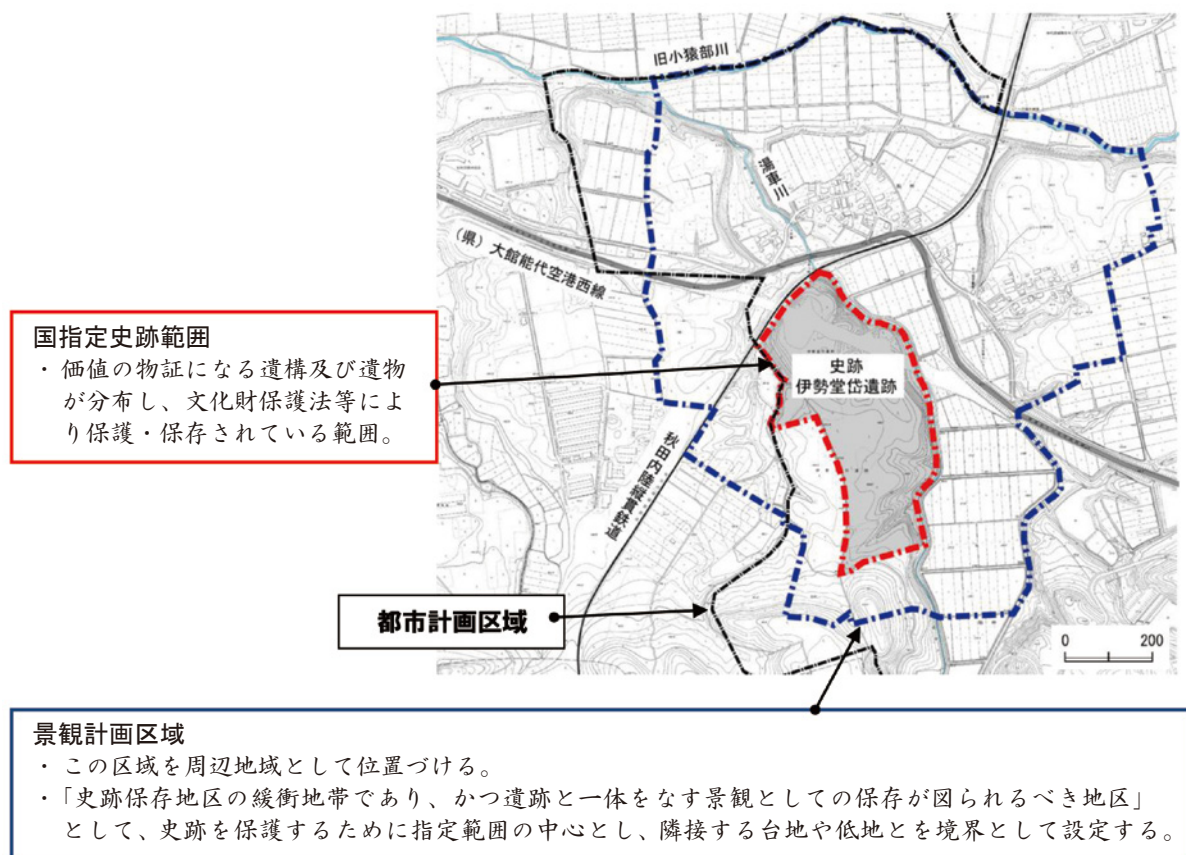 旧小猿部川
湯車川
(県)大館能代空港西線
国指定史跡範囲
・価値の物証になる遺構及び遺物
が分布し、文化財保護法等によ
り保護・保存されている範囲。
史跡
伊勢堂岱遺跡
秋田内陸縦貫鉄道
都市計画区域
0 200
景観計画区域
・この区域を周辺地域として位置づける。
・「史跡保存地区の緩衝地帯であり、かつ遺跡と一体をなす景観としての保存が図られるべき地区」
として、史跡を保護するために指定範囲の中心とし、隣接する台地や低地とを境界として設定する。